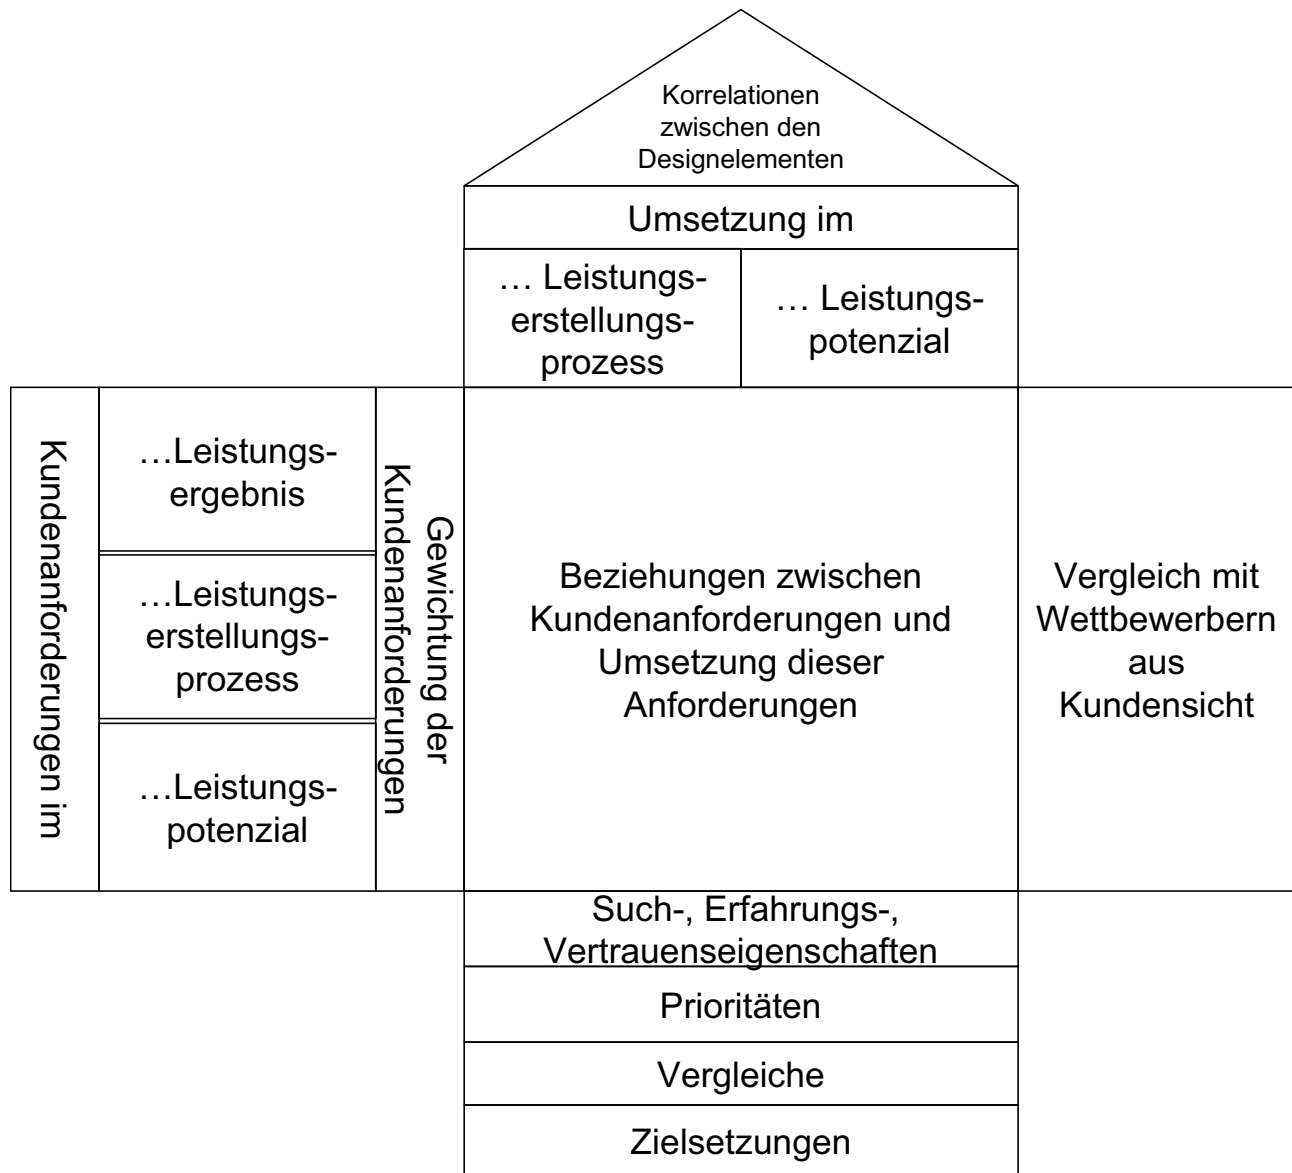 Korrelationen
zwischen den
Designelementen
Umsetzung im
… Leistungs-
erstellungs-
prozess
… Leistungs-
potenzial
Kundenanforderungen im
…Leistungs-
ergebnis
…Leistungs-
erstellungs-
prozess
…Leistungs-
potenzial
Gewichtung der
Kundenanforderungen
Beziehungen zwischen
Kundenanforderungen und
Umsetzung dieser
Anforderungen
Vergleich mit
Wettbewerbern
aus
Kundensicht
Such-, Erfahrungs-,
Vertrauenseigenschaften
Prioritäten
Vergleiche
Zielsetzungen